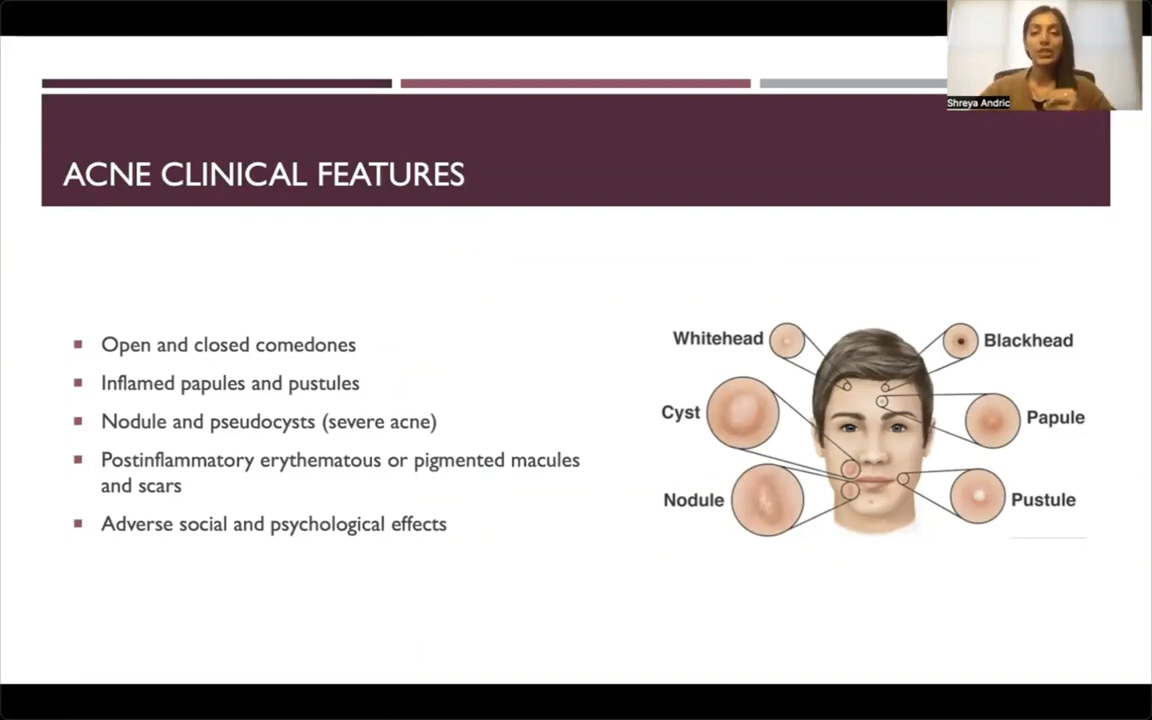 Shreya Andric
ACNE CLINICAL FEATURES
Open and closed comedones
Inflamed papules and pustules
Nodule and pseudocysts (severe acne)
Postinflammatory erythematous or pigmented macules
and scars
Adverse social and psychological effects
Whitehead
Blackhead
Cyst
Papule
Nodule
Pustule